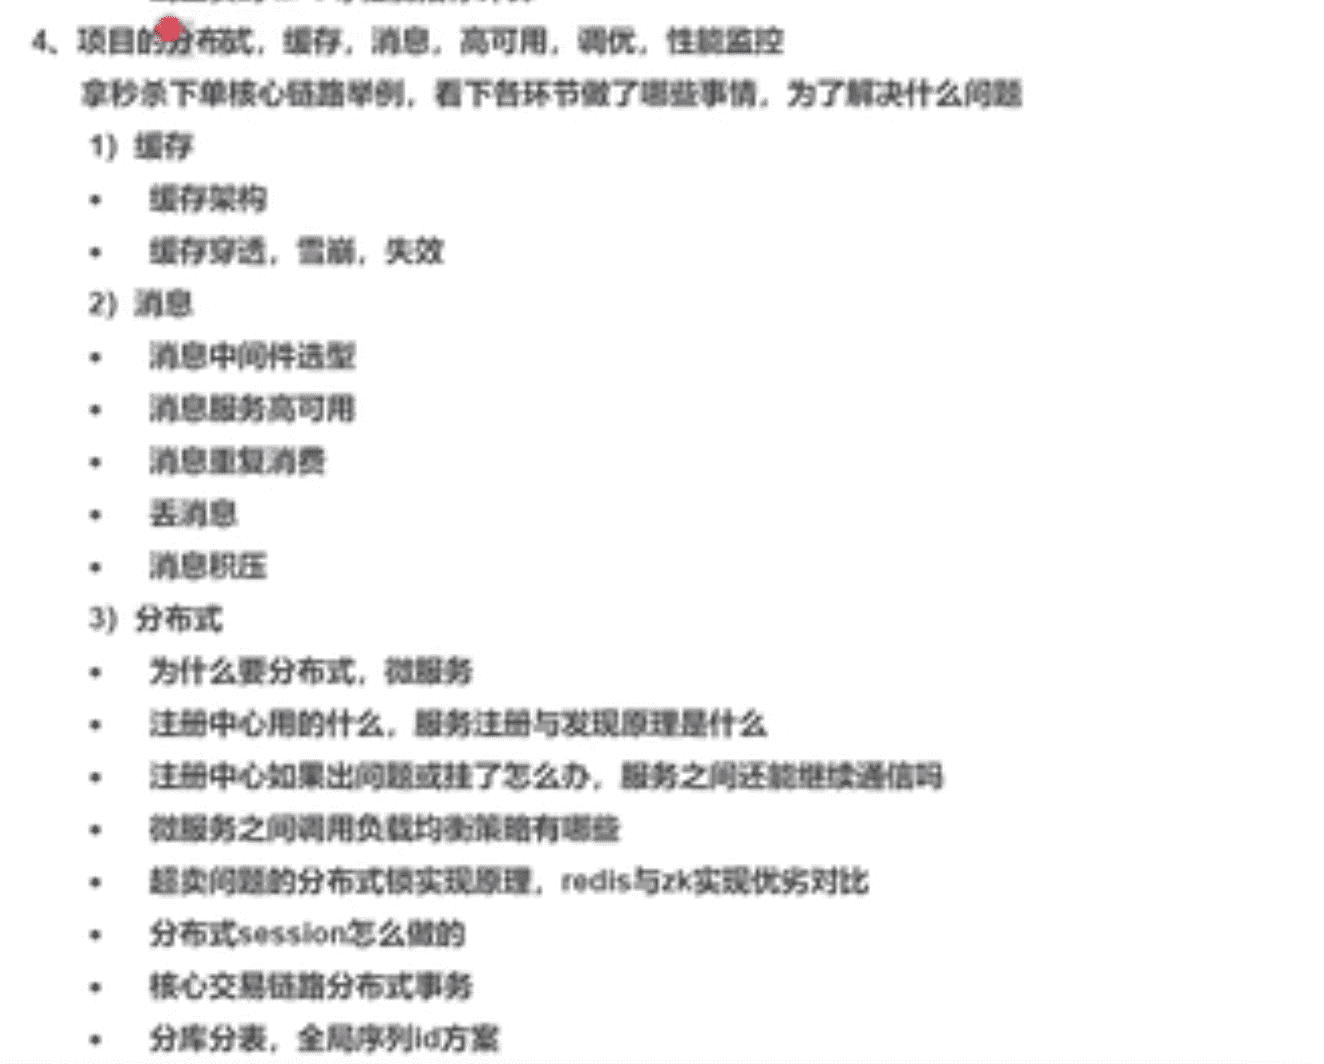 4、项目的分布式，缓存，消息，高可用，调优，性能监控
拿秒杀下单核心链路举例，看下各环节做了哪些事情，为了解决什么问题
1）缓存
• 缓存架构
• 缓存穿透，雪崩，失效
2）消息
• 消息中间件选型
• 消息服务高可用
• 消息重复消费
• 丢消息
• 消息积压
3）分布式
• 为什么要分布式，微服务
• 注册中心用的什么，服务注册与发现原理是什么
• 注册中心如果出问题或挂了怎么办，服务之间还能继续通信吗
• 微服务之间调用负载均衡策略有哪些
• 超卖问题的分布式锁实现原理，redis与zk实现优劣对比
• 分布式session怎么做的
• 核心交易链路分布式事务
• 分库分表，全局序列id方案